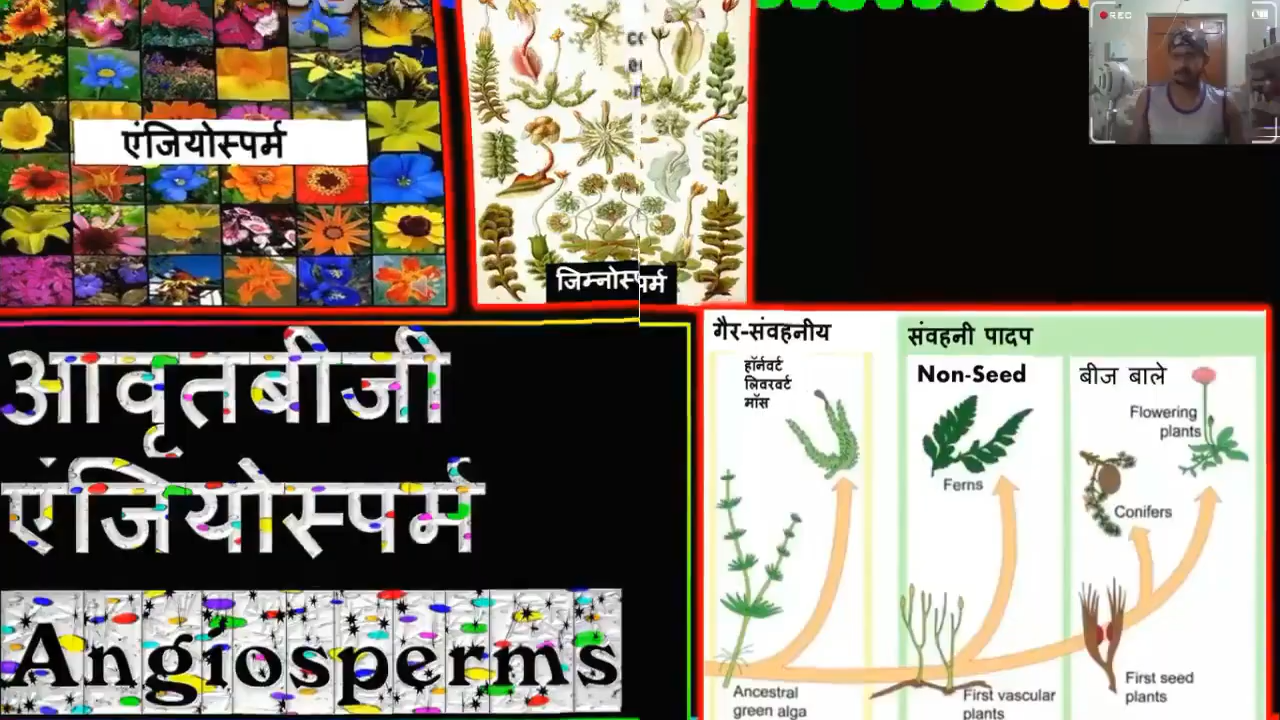 REC
एंजियोस्पर्म
जिम्नोस्पर्म
आवृतबीजी
एंजियोस्पर्म
Angiosperms
गैर-संवहनीय
हॉर्नवर्ट
लिवरवर्ट
मॉस
संवहनी पादप
Non-Seed
बीज बाले
Flowering
plants
Ferns
Conifers
Ancestral
green alga
First vascular
plants
First seed
plants